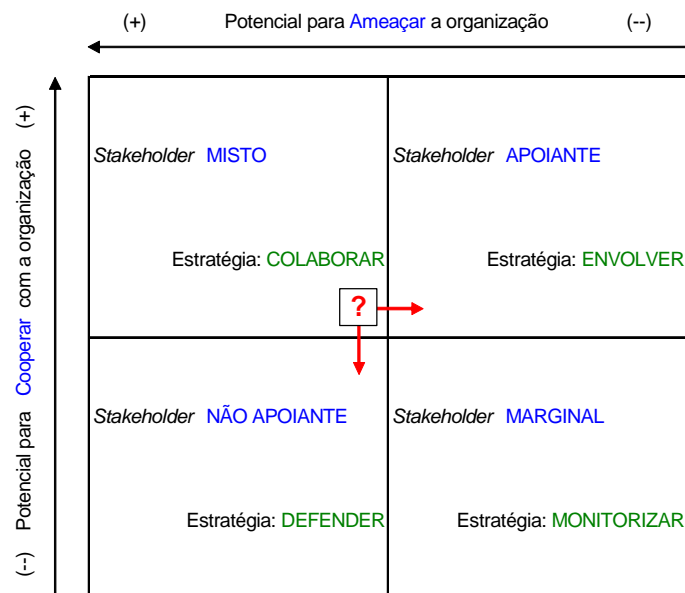 (+) Potencial para Ameaçar a organização (--)
(--) Potencial para Cooperar com a organização (+)
Stakeholder MISTO
Estratégia: COLABORAR
Stakeholder APOIANTE
Estratégia: ENVOLVER
?
Stakeholder NÃO APOIANTE
Estratégia: DEFENDER
Stakeholder MARGINAL
Estratégia: MONITORIZAR